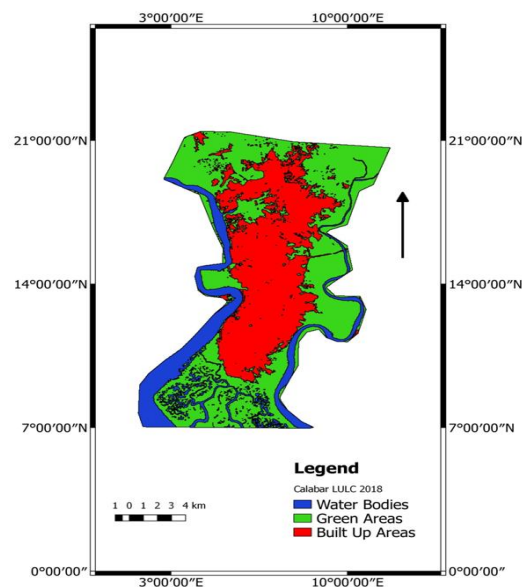 3°00′00″E 10°00′00″E
21°00′00″N 21°00′00″N
14°00′00″N 14°00′00″N
7°00′00″N 7°00′00″N
Legend
Calabar LULC 2018
Water Bodies
Green Areas
Built Up Areas
1 0 1 2 3 4 km
0°00′00″ 0°00′00″
3°00′00″E 10°00′00″E